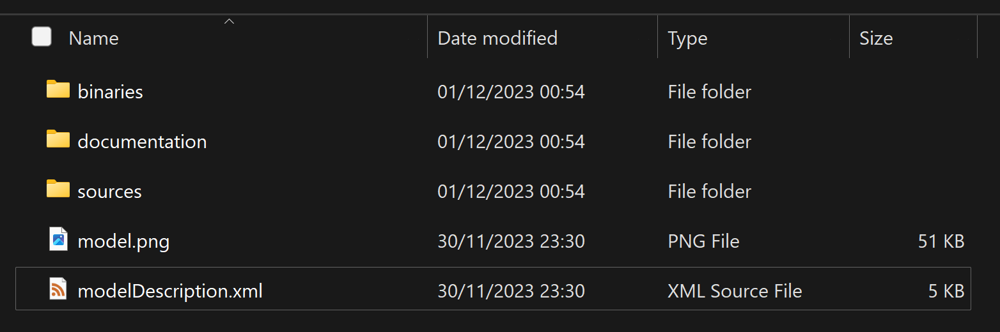 Name Date modified Type Size
binaries 01/12/2023 00:54 File folder
documentation 01/12/2023 00:54 File folder
sources 01/12/2023 00:54 File folder
model.png 30/11/2023 23:30 PNG File 51 KB
modelDescription.xml 30/11/2023 23:30 XML Source File 5 KB